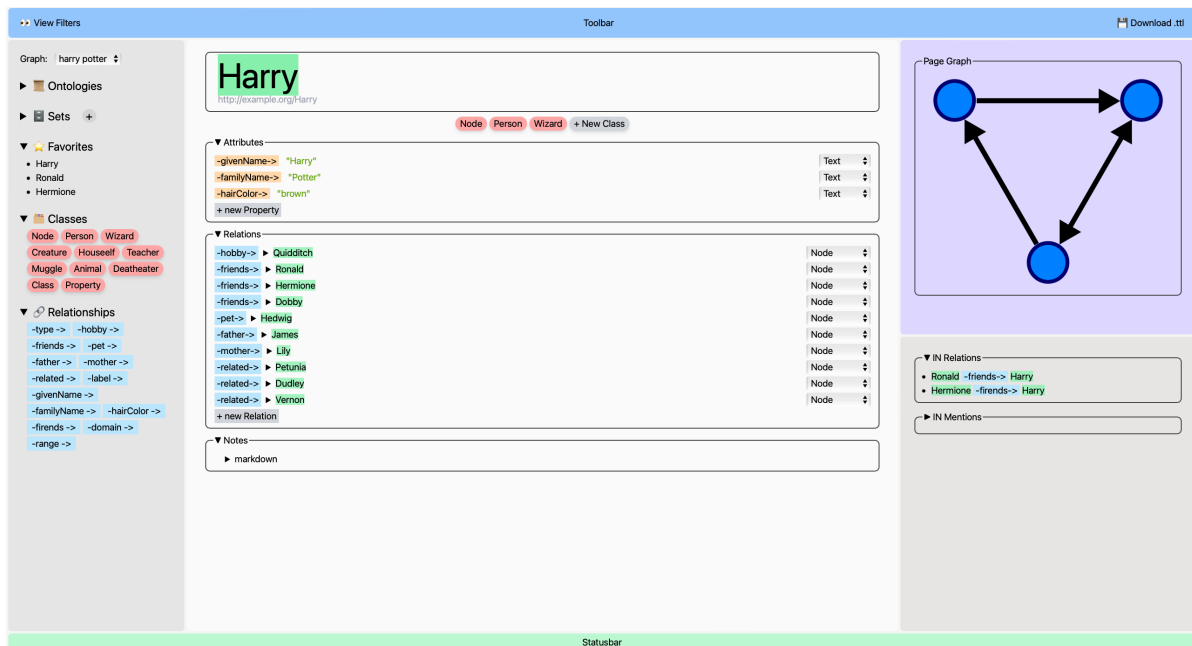 👀 View Filters
Toolbar
💾 Download .ttl
Graph: harry potter
Ontologies
Sets +
Favorites
Harry
Ronald
Hermione
Classes
Node Person Wizard
Creature Houseelf Teacher
Muggle Animal Deatheater
Class Property
Relationships
-type -> -hobby ->
-friends -> -pet ->
-father -> -mother ->
-related -> -label ->
-givenName ->
-familyName -> -hairColor ->
-firends -> -domain ->
-range ->
Harry
http://example.org/Harry
Node Person Wizard + New Class
▼ Attributes
-givenName-> "Harry" Text
-familyName-> "Potter" Text
-hairColor-> "brown" Text
+ new Property
▼ Relations
-hobby-> ▶ Quidditch Node
-friends-> ▶ Ronald Node
-friends-> ▶ Hermione Node
-friends-> ▶ Dobby Node
-pet-> ▶ Hedwig Node
-father-> ▶ James Node
-mother-> ▶ Lily Node
-related-> ▶ Petunia Node
-related-> ▶ Dudley Node
-related-> ▶ Vernon Node
+ new Relation
▼ Notes
▶ markdown
Page Graph
▼ IN Relations
Ronald -friends-> Harry
Hermione -firends-> Harry
▶ IN Mentions
Statusbar